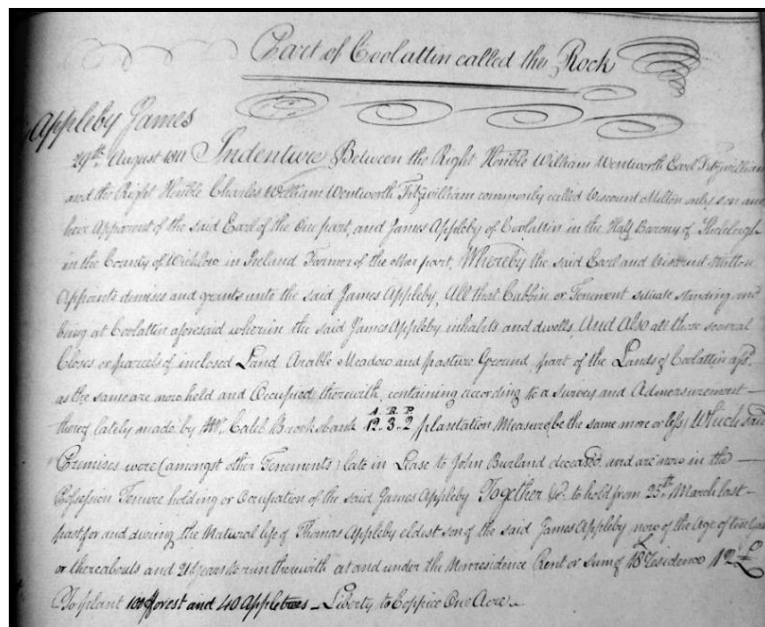 Part of Coolattin called the Rock
Appleby James
29th. August 1811 Indenture Between the Right Honble William Wentworth Earl Fitzwilliam
and the Right Honble Charles William Wentworth Fitzwilliam commonly called Viscount Milton only son and
heir Apparent of the said Earl of the One part, and James Appleby of Coolattin in the Half Barony of Shileleagh
in the County of Wicklow in Ireland Farmer of the other part, Whereby the said Earl and Viscount Milton
Appoints demises and grants unto the said James Appleby, All that Cabbin or Tenement situate standing and
being at Coolattin aforesaid wherein the said James Appleby inhabits and dwells, And Also all those several
Closes or parcels of inclosed Land Arable Meadow and pasture Ground part of the Lands of Coolattin afsd.
as the same are now held and Occupied therewith, containing according to a Survey and Admeasurement
thereof lately made by Mr. Caleb Brooksbank A. R. P. 3..2 plantation Measure be the same more or less; Which said
Premises were (amongst other Tenements) late in Lease to John Burland deceased, and are now in the
Possession Tenure holding or Occupation of the said James Appleby Together &c. to hold from 25th. March last
past for and during the Natural life of Thomas Appleby eldest son of the said James Appleby now of the Age of
or thereabouts and 21 years to run therewith at and under the Rent or Sum of
To plant 100 forest and 40 Appletrees - Liberty to Coppice One Acre